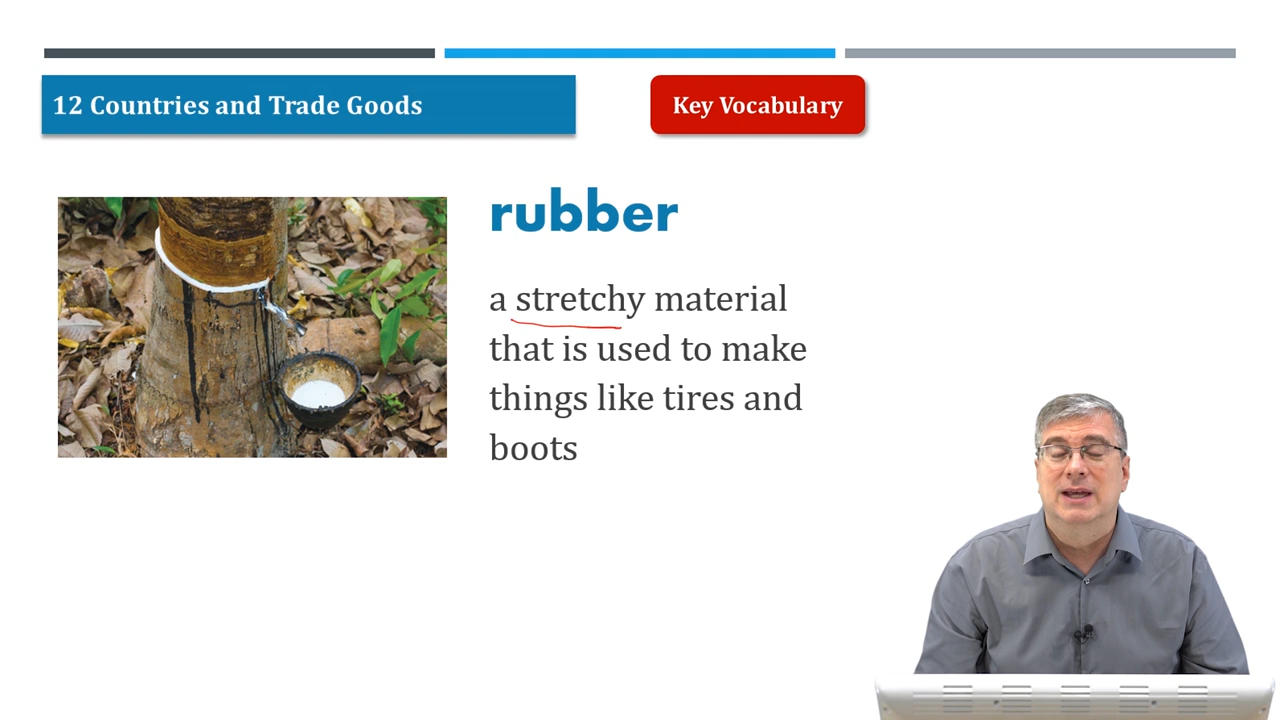 12 Countries and Trade Goods
Key Vocabulary
rubber
a stretchy material
that is used to make
things like tires and
boots